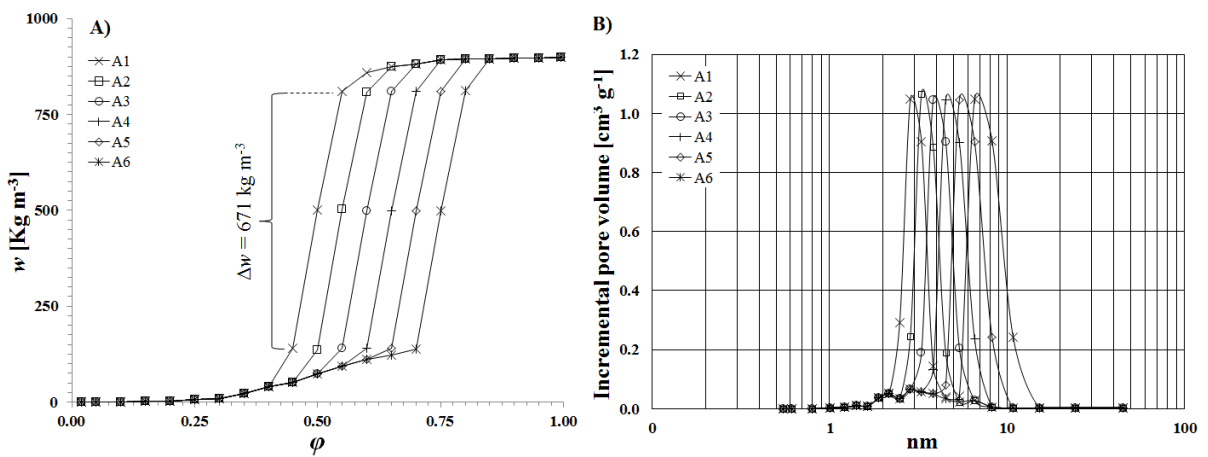 A)
1000
750
500
250
0
w [Kg m⁻³]
A1
A2
A3
A4
A5
A6
Δw = 671 kg m⁻³
0.00 0.25 0.50 0.75 1.00
φ
B)
1.2
1.0
0.8
0.6
0.4
0.2
0.0
Incremental pore volume [cm³ g⁻¹]
A1
A2
A3
A4
A5
A6
0 1 10 100
nm